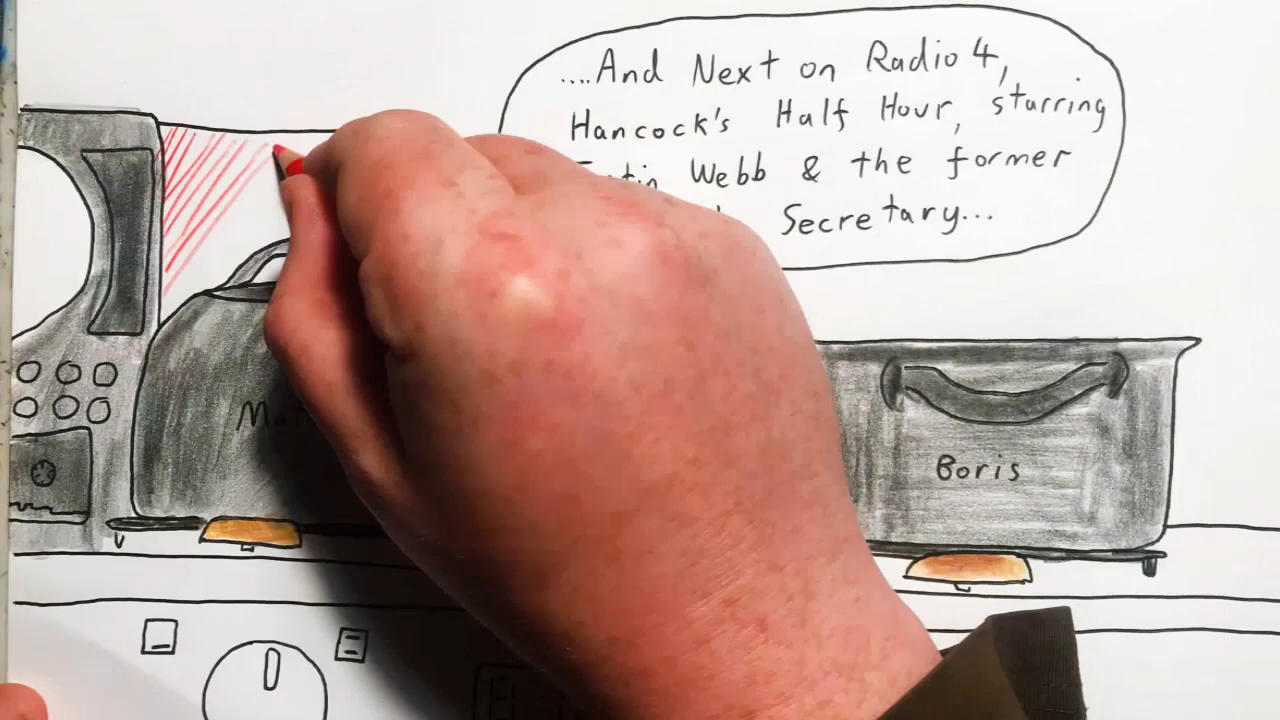 ....And Next on Radio 4,
Hancock's Half Hour, starring
Webb & the former
Secretary...
Boris